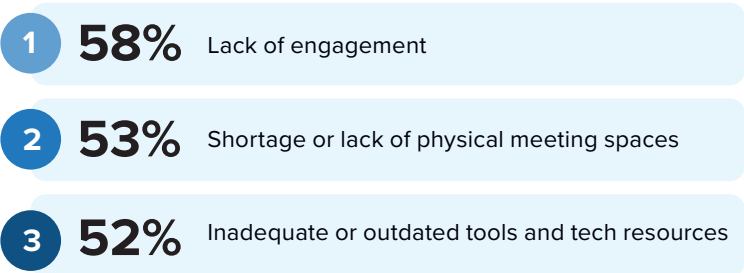 1 58% Lack of engagement
2 53% Shortage or lack of physical meeting spaces
3 52% Inadequate or outdated tools and tech resources